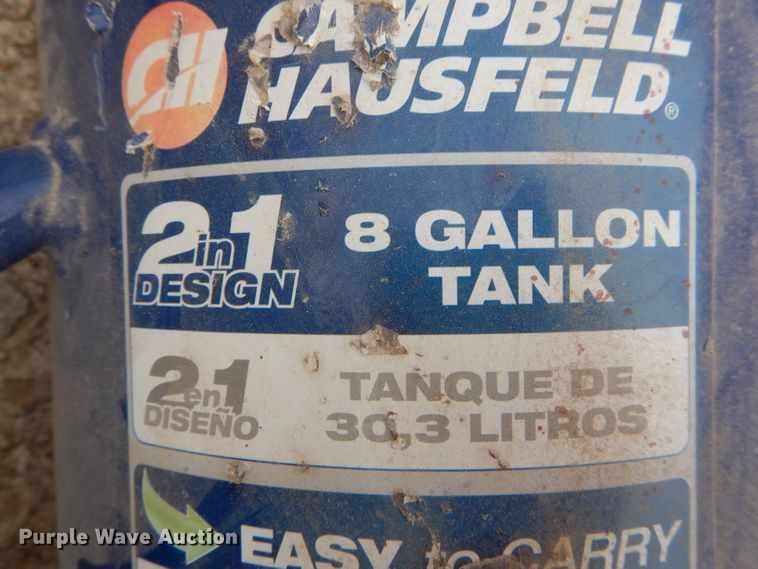 CH CAMPBELL
HAUSFELD®
2 in 1 DESIGN
8 GALLON
TANK
2 en 1 DISEÑO
TANQUE DE
30,3 LITROS
EASY to CARRY
Purple Wave Auction